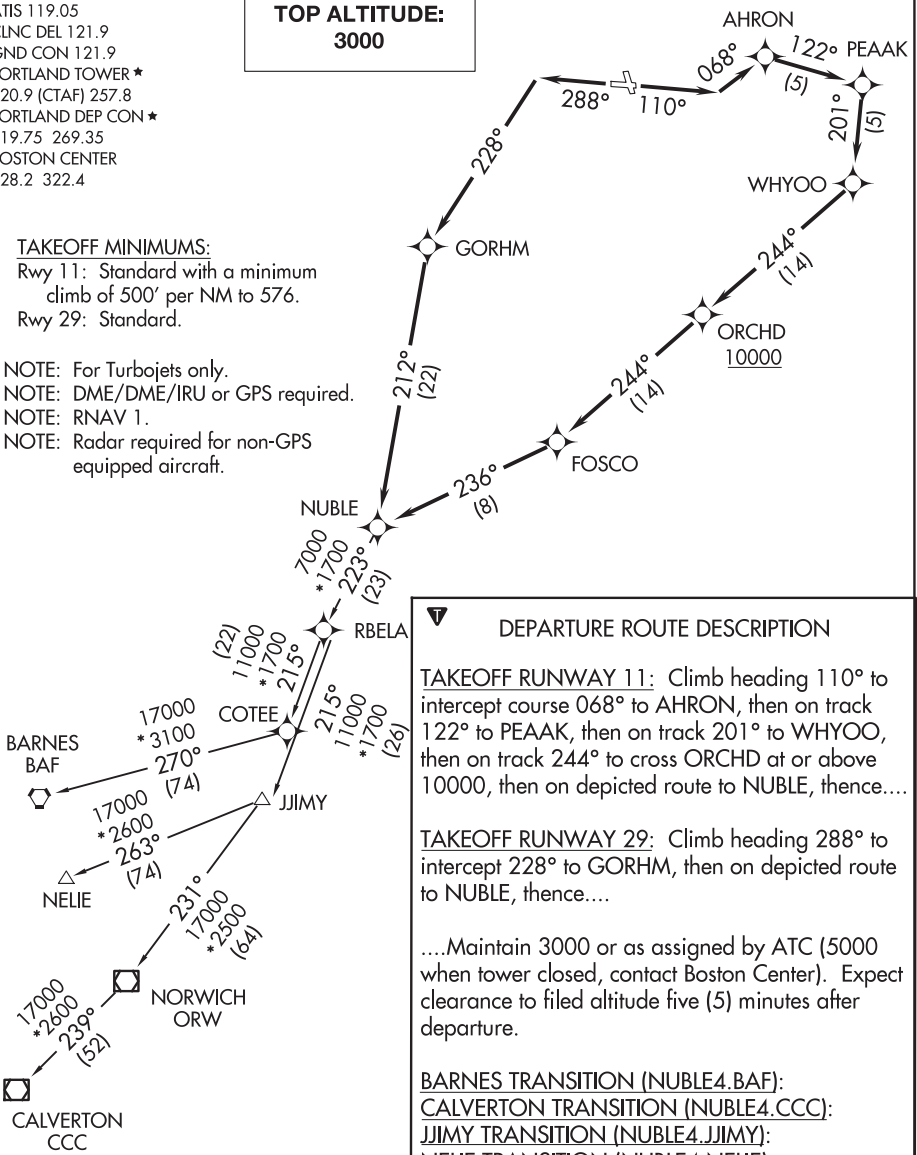 ATIS 119.05
CLNC DEL 121.9
GND CON 121.9
PORTLAND TOWER ★
120.9 (CTAF) 257.8
PORTLAND DEP CON ★
119.75 269.35
BOSTON CENTER
128.2 322.4
TOP ALTITUDE:
3000
AHRON
122°
(5)
PEAAK
068°
288°
110°
201°
(5)
228°
WHYOO
GORHM
244°
(14)
ORCHD
10000
212°
(22)
244°
(14)
FOSCO
236°
(8)
NUBLE
TAKEOFF MINIMUMS:
Rwy 11: Standard with a minimum
climb of 500' per NM to 576.
Rwy 29: Standard.
NOTE: For Turbojets only.
NOTE: DME/DME/IRU or GPS required.
NOTE: RNAV 1.
NOTE: Radar required for non-GPS
equipped aircraft.
7000
*1700
223°
(23)
RBELA
(22)
11000
*1700
215°
215°
11000
*1700
(26)
COTEE
17000
*3100
270°
(74)
BARNES
BAF
JJIMY
17000
*2600
263°
(74)
NELIE
231°
17000
*2500
(64)
NORWICH
ORW
17000
*2600
239°
(52)
CALVERTON
CCC
T
DEPARTURE ROUTE DESCRIPTION
TAKEOFF RUNWAY 11: Climb heading 110° to
intercept course 068° to AHRON, then on track
122° to PEAAK, then on track 201° to WHYOO,
then on track 244° to cross ORCHD at or above
10000, then on depicted route to NUBLE, thence....
TAKEOFF RUNWAY 29: Climb heading 288° to
intercept 228° to GORHM, then on depicted route
to NUBLE, thence....
....Maintain 3000 or as assigned by ATC (5000
when tower closed, contact Boston Center). Expect
clearance to filed altitude five (5) minutes after
departure.
BARNES TRANSITION (NUBLE4.BAF):
CALVERTON TRANSITION (NUBLE4.CCC):
JJIMY TRANSITION (NUBLE4.JJIMY):
NELIE TRANSITION (NUBLE4.NELIE):